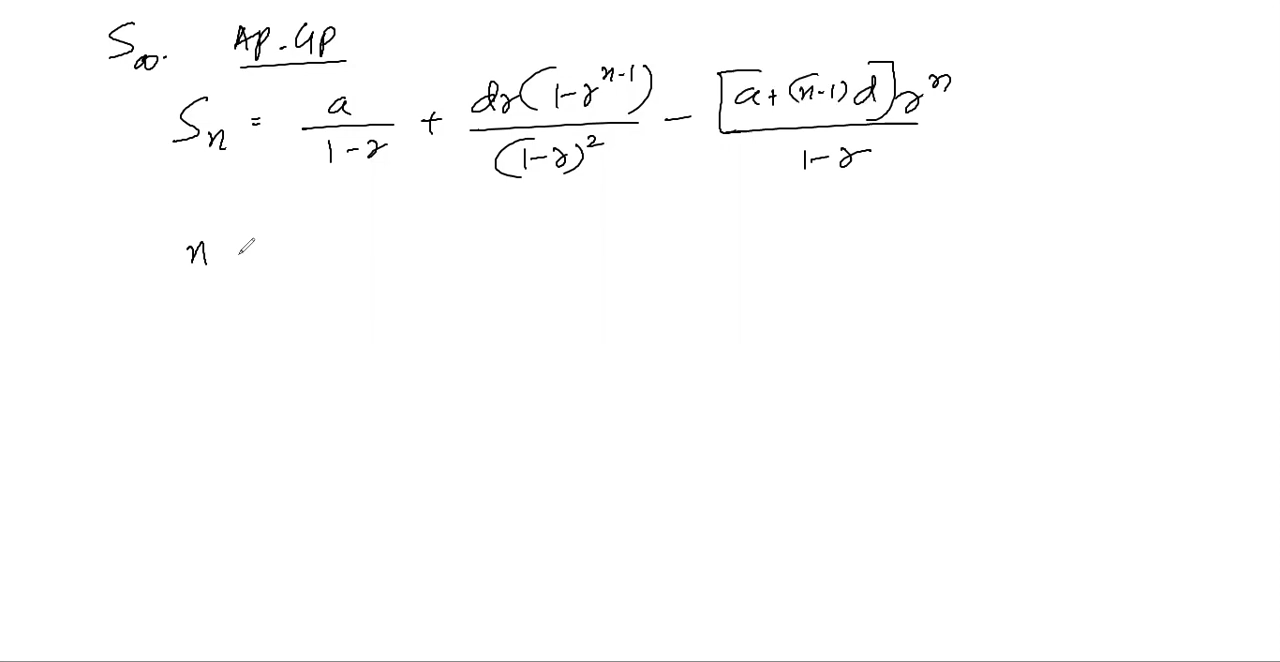 S∞. AP-GP
Sn = a/(1-r) + dr(1-r^(n-1))/(1-r)^2 - [a+(n-1)d]r^n/(1-r)
n